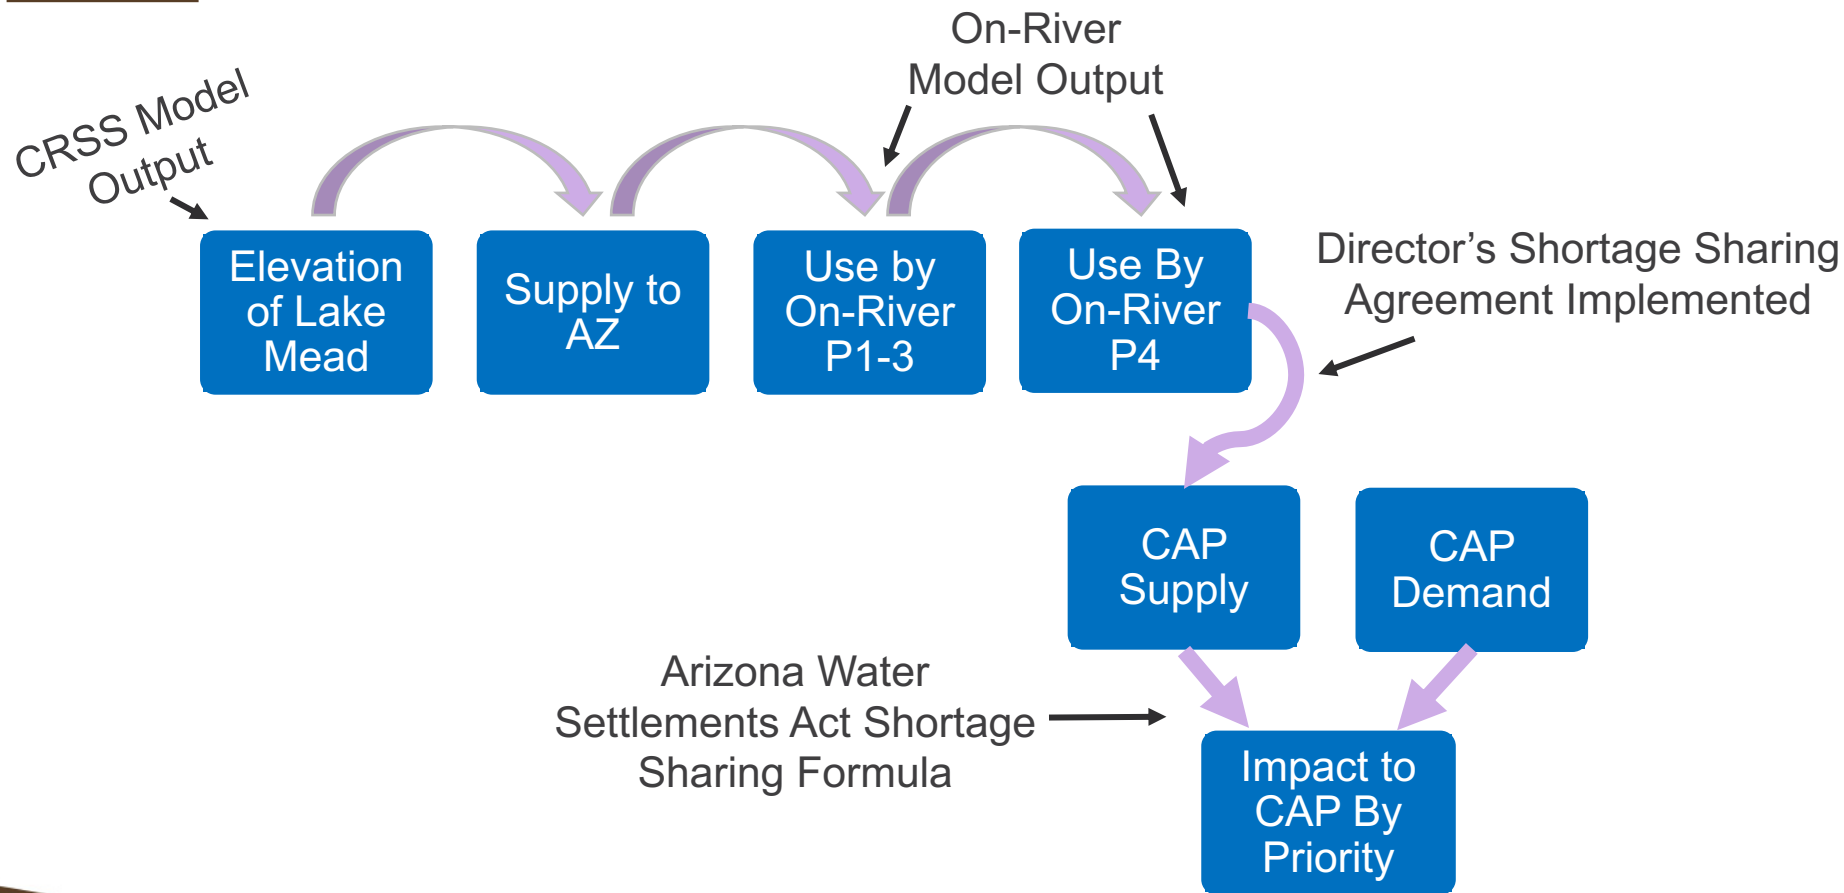 On-River
Model Output
CRSS Model
Output
Elevation
of Lake
Mead
Supply to
AZ
Use by
On-River
P1-3
Use By
On-River
P4
Director’s Shortage Sharing
Agreement Implemented
CAP
Supply
CAP
Demand
Arizona Water
Settlements Act Shortage
Sharing Formula
Impact to
CAP By
Priority